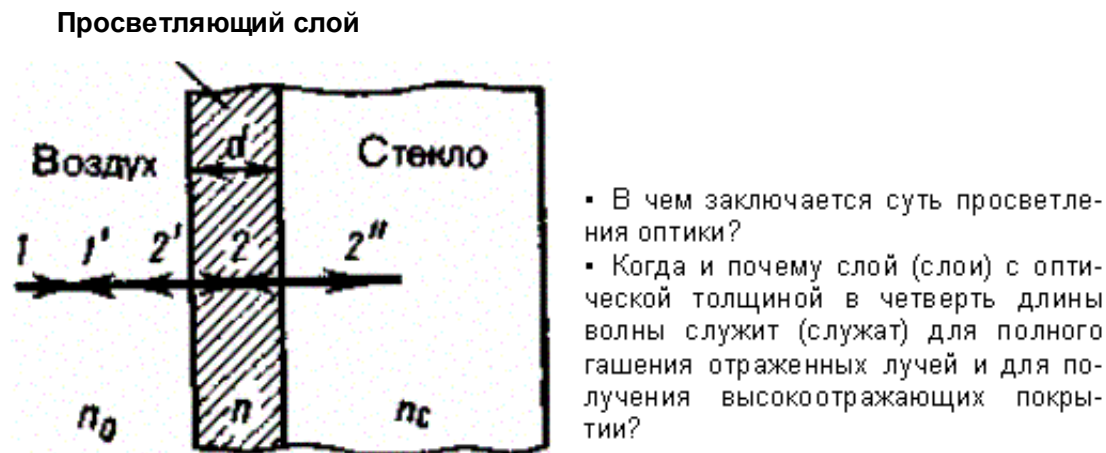 Просветляющий слой
Воздух
d
Стекло
1 1' 2' 2 2''
n₀ n n_c
▪ В чем заключается суть просветле-
ния оптики?
▪ Когда и почему слой (слои) с опти-
ческой толщиной в четверть длины
волны служит (служат) для полного
гашения отраженных лучей и для по-
лучения высокоотражающих покры-
тии?